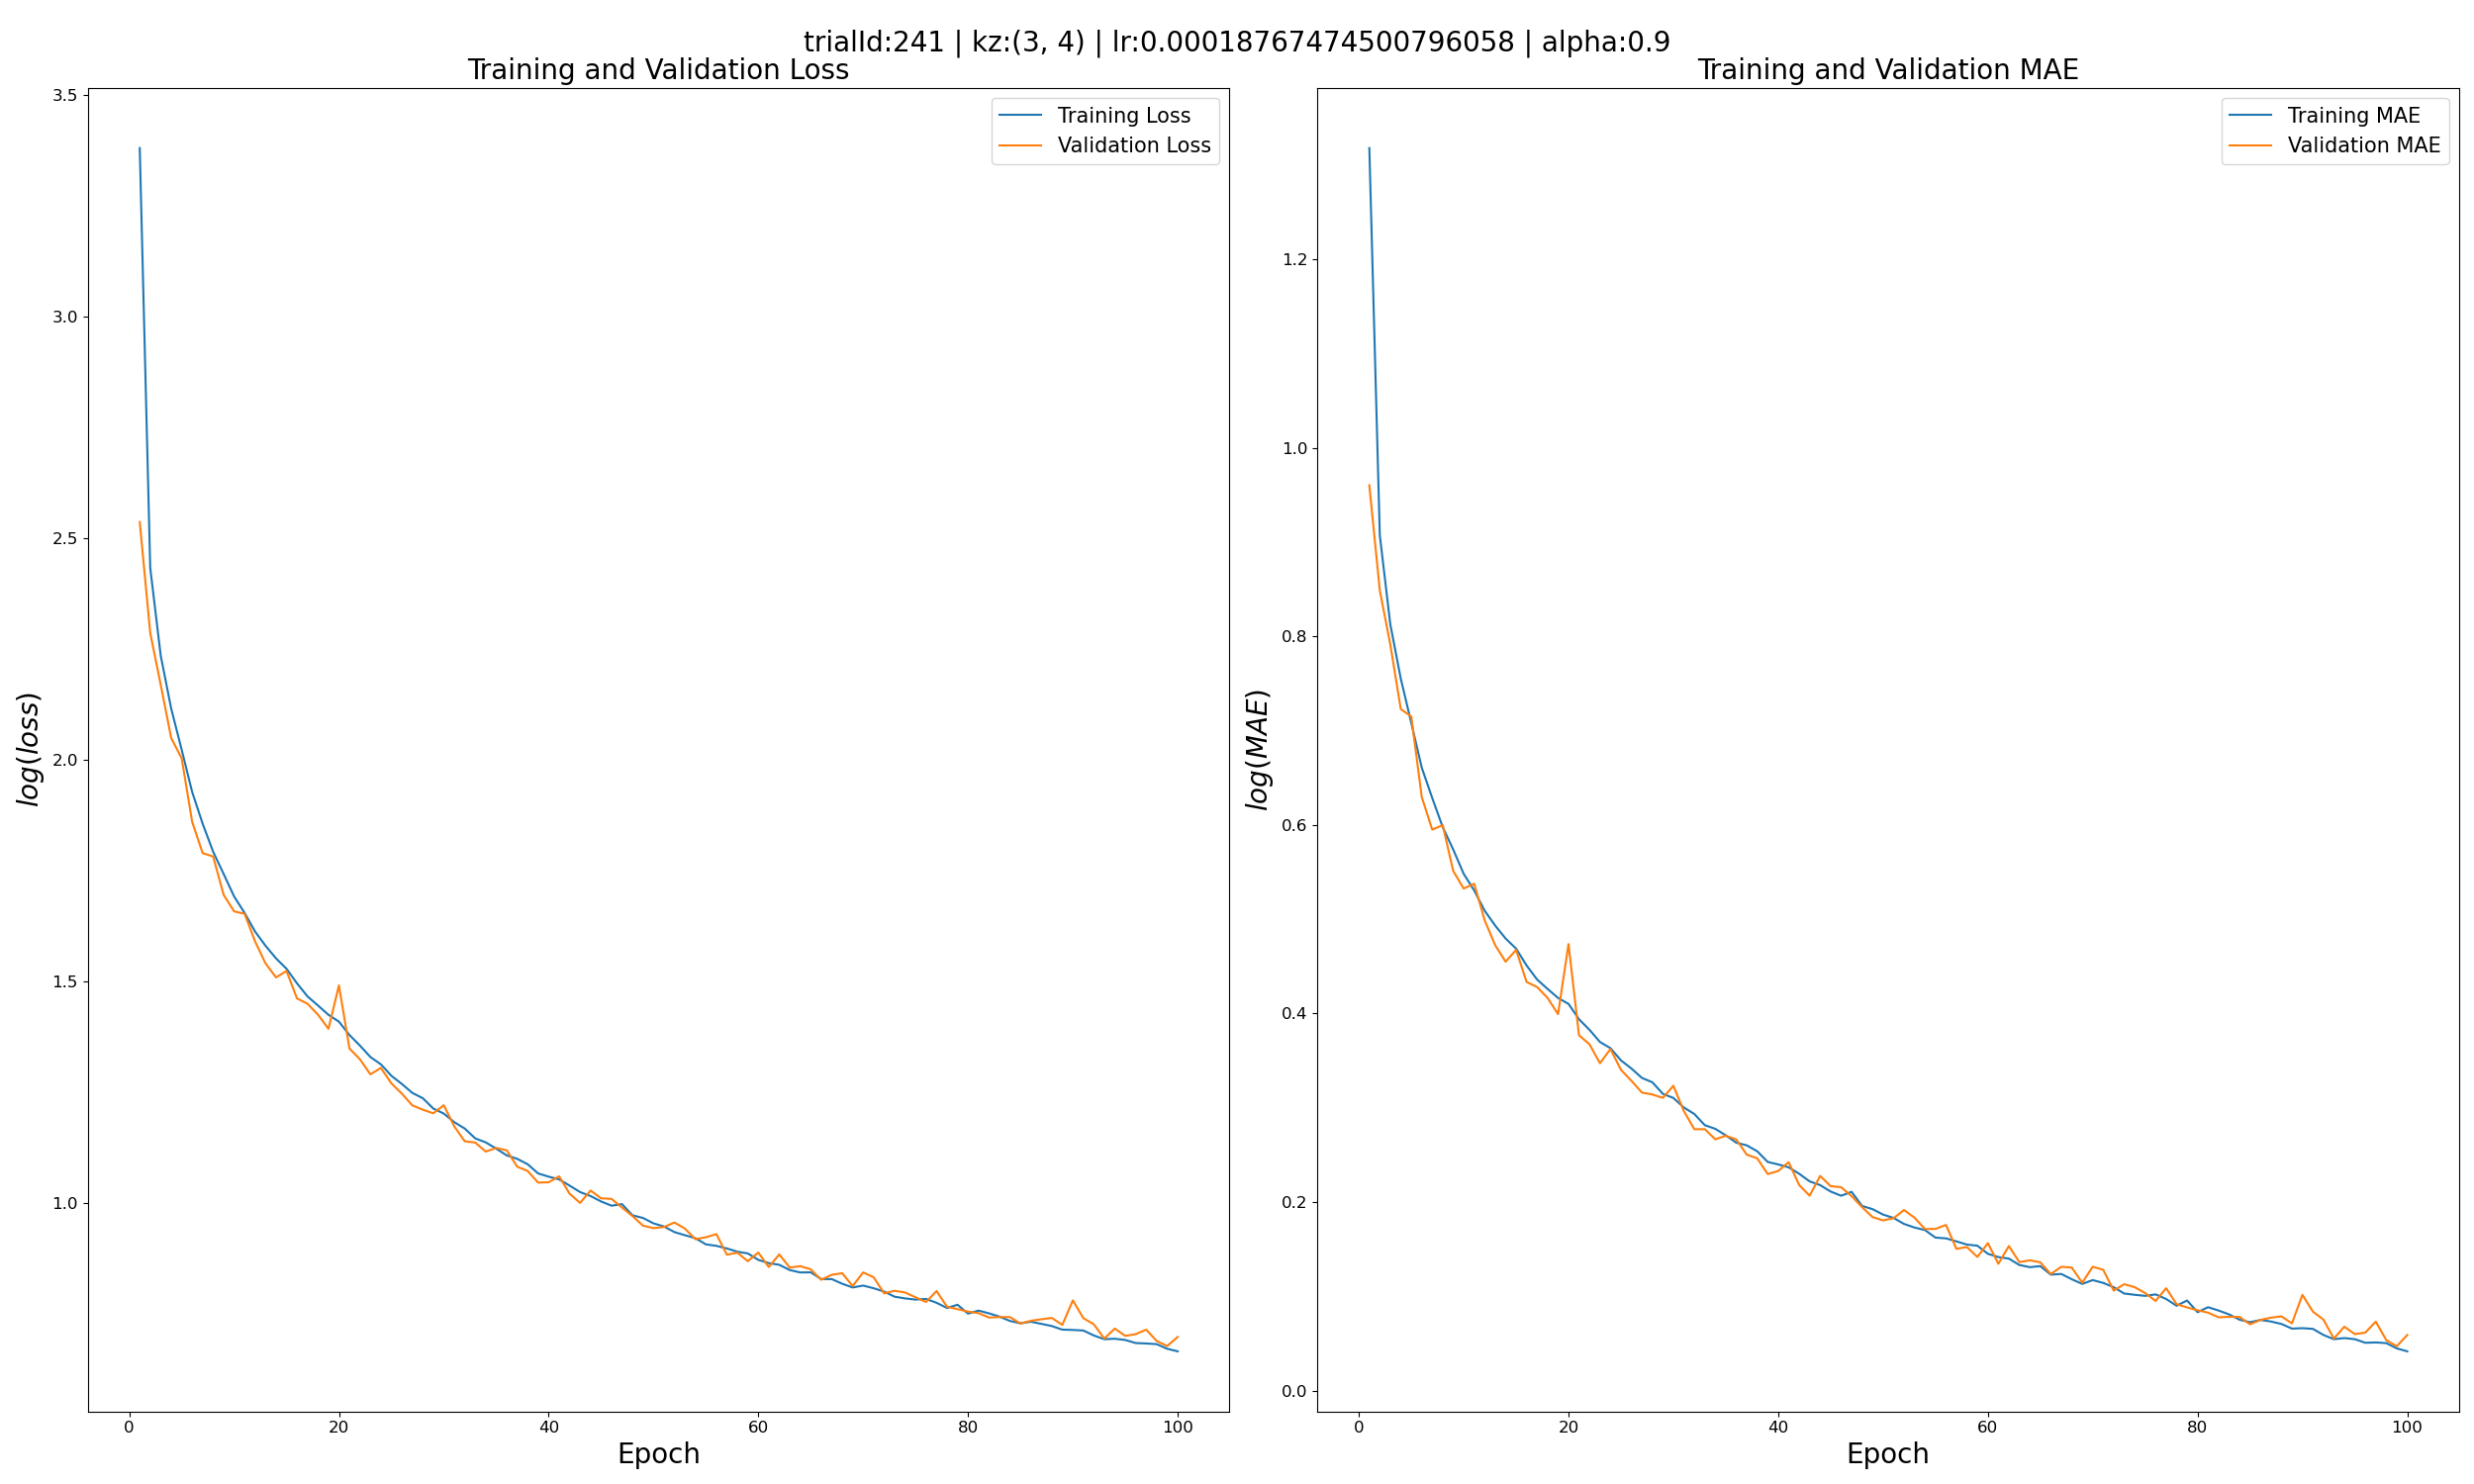 trialId:241 | kz:(3, 4) | lr:0.00018767474500796058 | alpha:0.9
Training and Validation Loss
Training Loss
Validation Loss
3.5
3.0
2.5
2.0
1.5
1.0
log(loss)
0 20 40 60 80 100
Epoch
Training and Validation MAE
Training MAE
Validation MAE
1.2
1.0
0.8
0.6
0.4
0.2
0.0
log(MAE)
0 20 40 60 80 100
Epoch